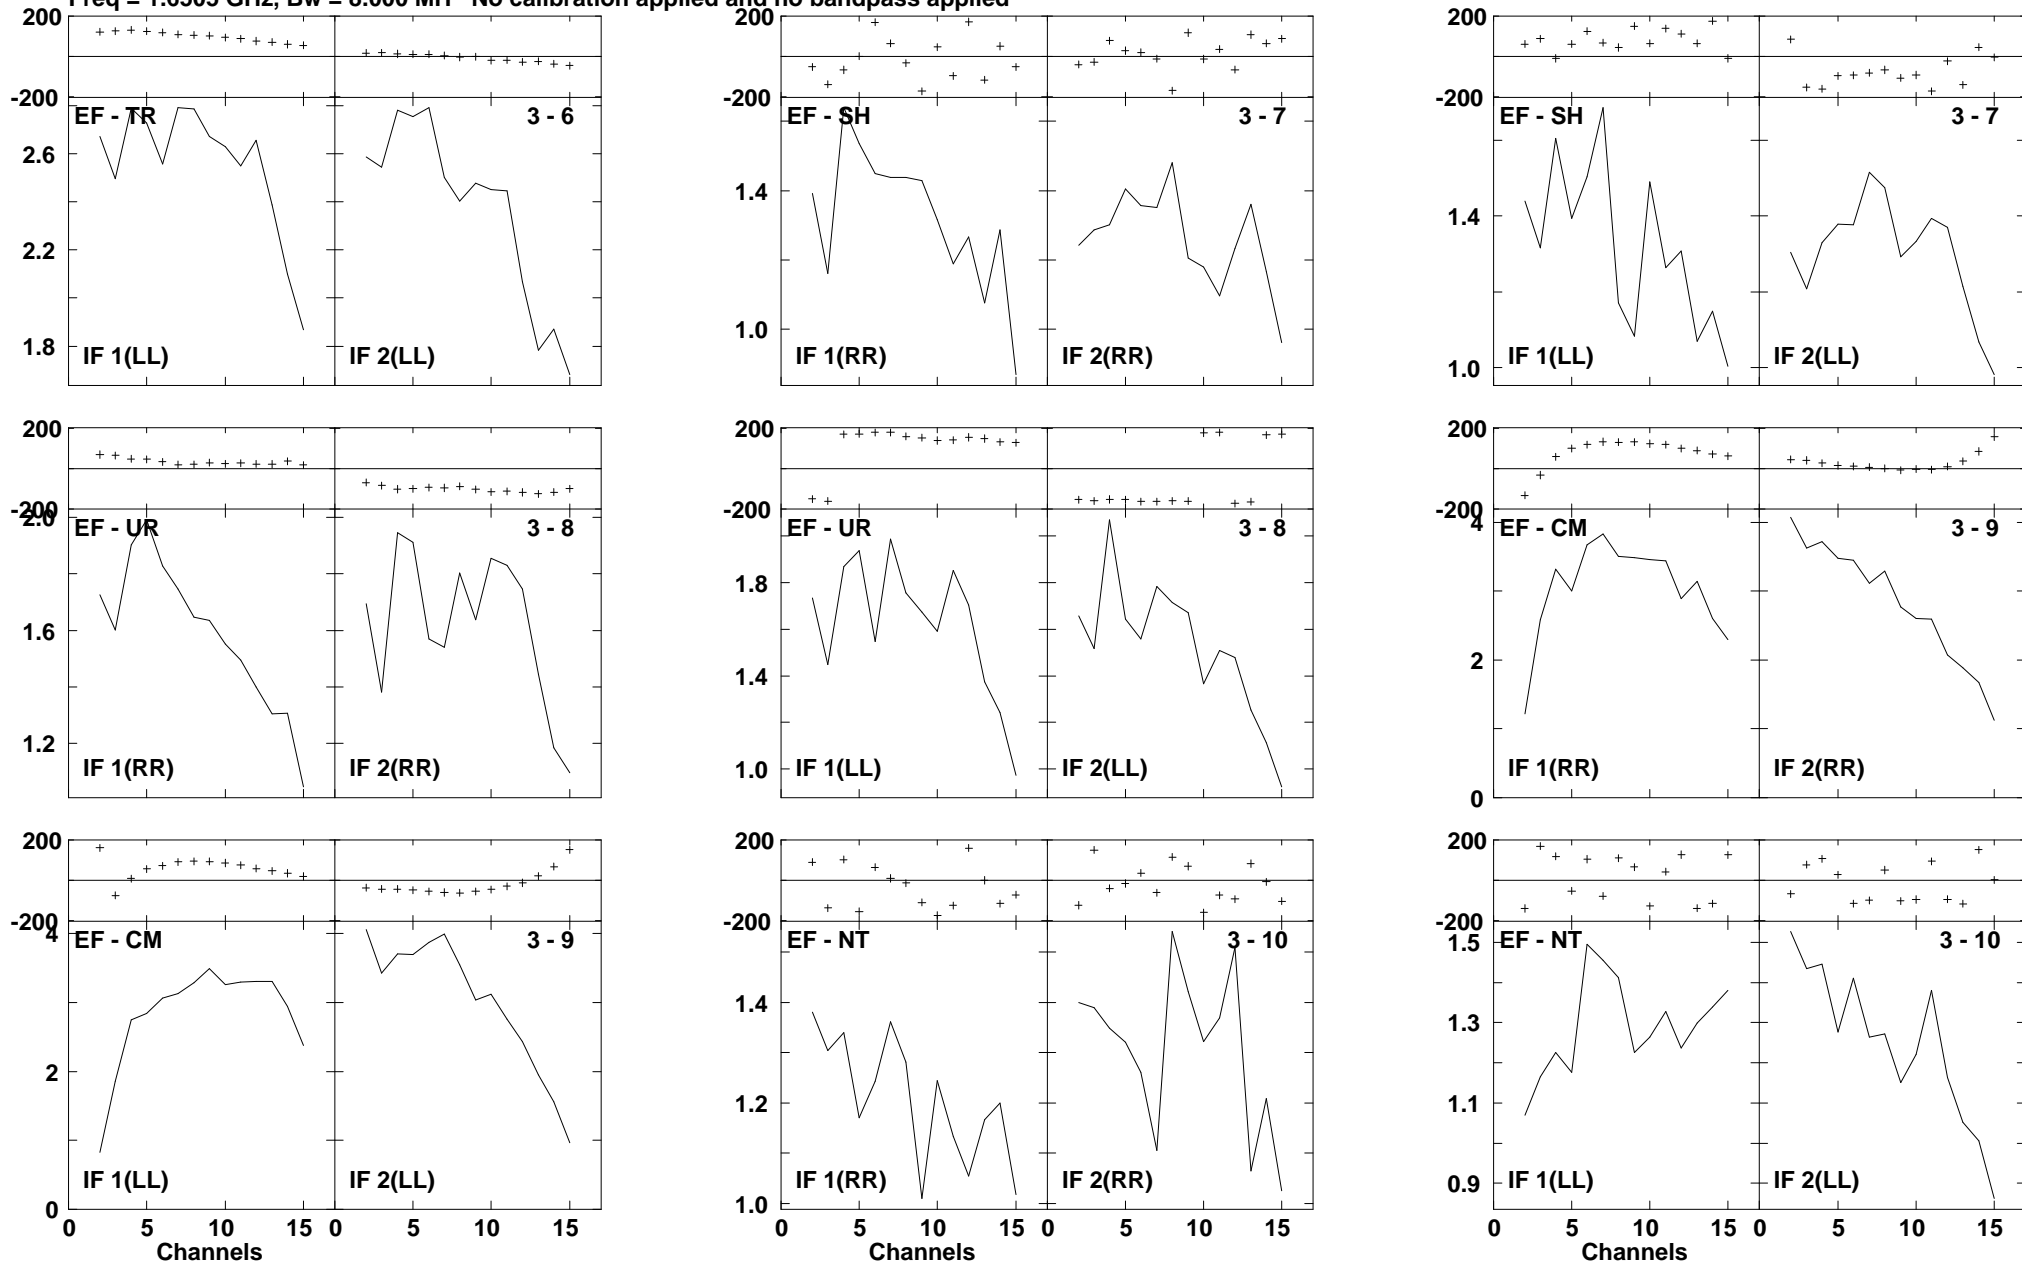 No calibration applied and no bandpass applied
200 200 200
-200 -200 -200
EF - TR 3 - 6 EF - SH 3 - 7 EF - SH 3 - 7
2.6 1.4 1.4
2.2
1.8 1.0 1.0
IF 1(LL) IF 2(LL) IF 1(RR) IF 2(RR) IF 1(LL) IF 2(LL)
200 200 200
-200 -200 -200
2.0 4
EF - UR 3 - 8 EF - UR 3 - 8 EF - CM 3 - 9
1.6 1.8 2
1.2 1.4
1.0 0
IF 1(RR) IF 2(RR) IF 1(LL) IF 2(LL) IF 1(RR) IF 2(RR)
200 200 200
-200 -200 -200
4 1.5
EF - CM 3 - 9 EF - NT 3 - 10 EF - NT 3 - 10
2 1.4 1.3
1.2 1.1
0 1.0 0.9
IF 1(LL) IF 2(LL) IF 1(RR) IF 2(RR) IF 1(LL) IF 2(LL)
0 5 10 15 0 5 10 15 0 5 10 15 0 5 10 15 0 5 10 15 0 5 10 15
Channels Channels Channels